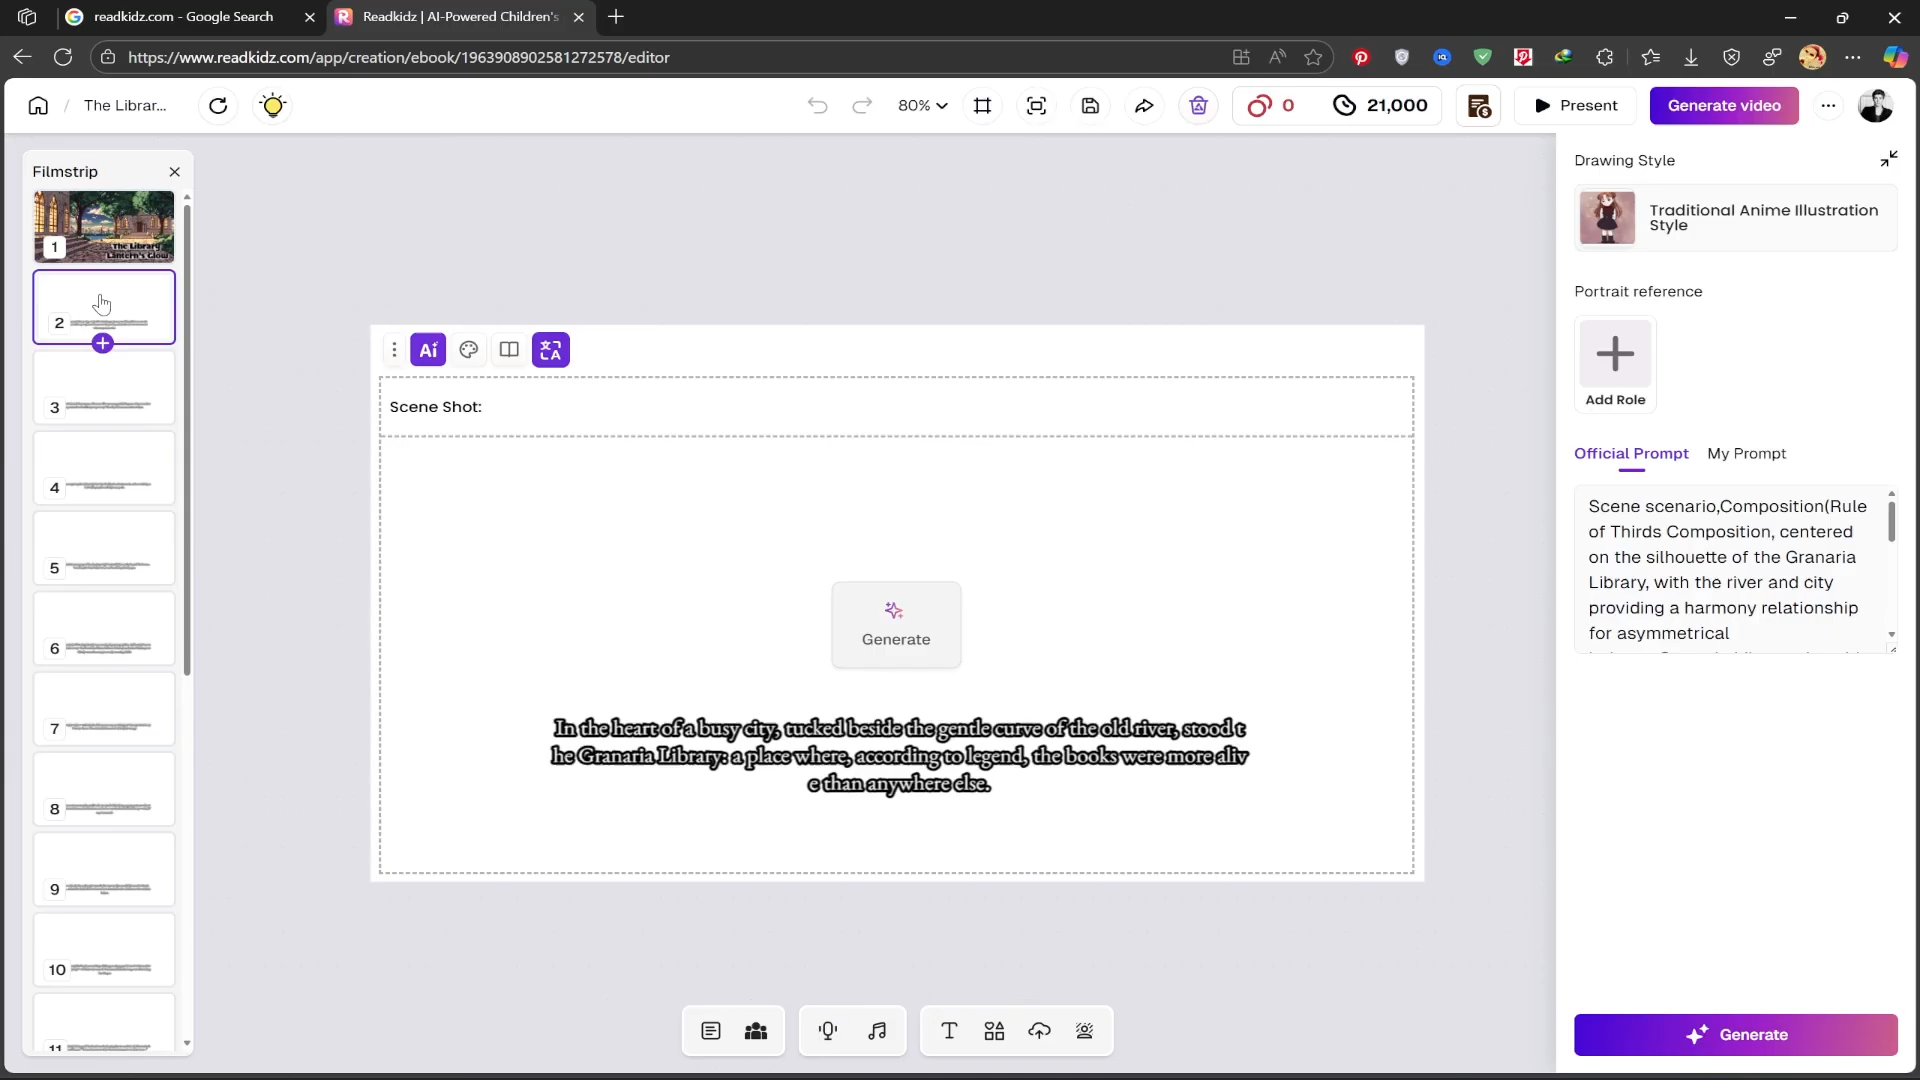 readkidz.com - Google Search
Readkidz | AI-Powered Children's
https://www.readkidz.com/app/creation/ebook/1963908902581272578/editor
/ The Librar...
80%
0
21,000
Present
Generate video
Filmstrip
1
The Library
Lantern's Glow
2
3
4
5
6
7
8
9
10
11
Ai
Scene Shot:
Generate
In the heart of a busy city, tucked beside the gentle curve of the old river, stood t
he Granaria Library: a place where, according to legend, the books were more aliv
e than anywhere else.
T
Drawing Style
Traditional Anime Illustration
Style
Portrait reference
Add Role
Official Prompt
My Prompt
Scene scenario,Composition(Rule
of Thirds Composition, centered
on the silhouette of the Granaria
Library, with the river and city
providing a harmony relationship
for asymmetrical
Generate